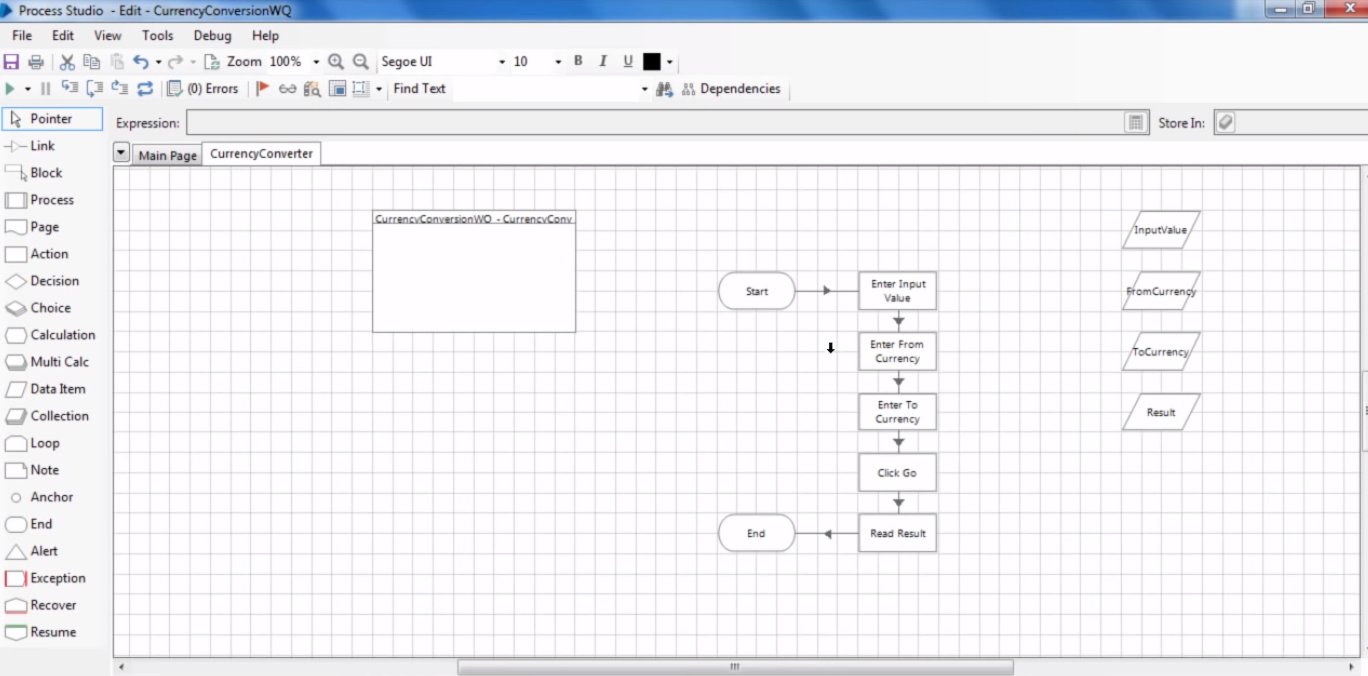 Process Studio - Edit - CurrencyConversionWQ
File Edit View Tools Debug Help
Zoom 100% Segoe UI 10 B I U
(0) Errors Find Text Dependencies
Pointer
Link
Block
Process
Page
Action
Decision
Choice
Calculation
Multi Calc
Data Item
Collection
Loop
Note
Anchor
End
Alert
Exception
Recover
Resume
Expression: Store In:
Main Page CurrencyConverter
CurrencyConversionWQ - CurrencyConv
Start
Enter Input
Value
Enter From
Currency
Enter To
Currency
Click Go
Read Result
End
InputValue
FromCurrency
ToCurrency
Result